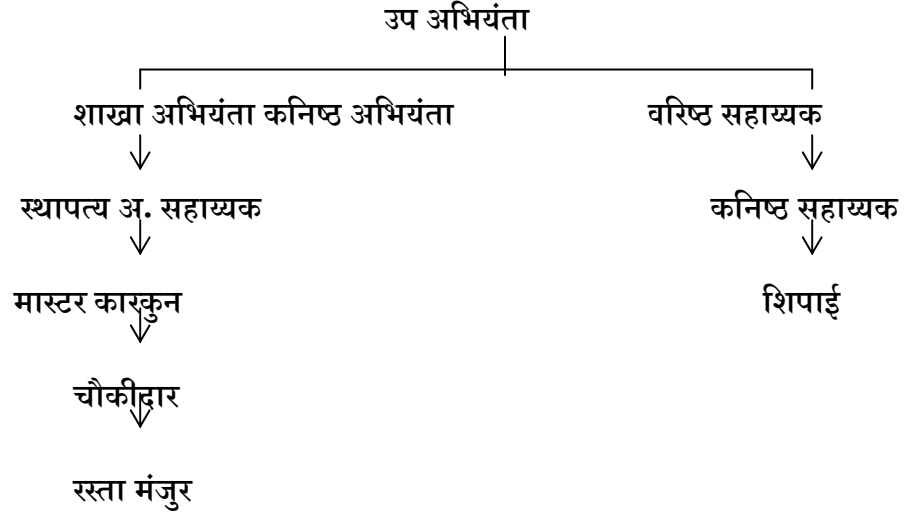 उप अभियंता
शाखा अभियंता कनिष्ठ अभियंता
वरिष्ठ सहाय्यक
स्थापत्य अ. सहाय्यक
कनिष्ठ सहाय्यक
मास्टर कारकुन
शिपाई
चौकीदार
रस्ता मंजुर